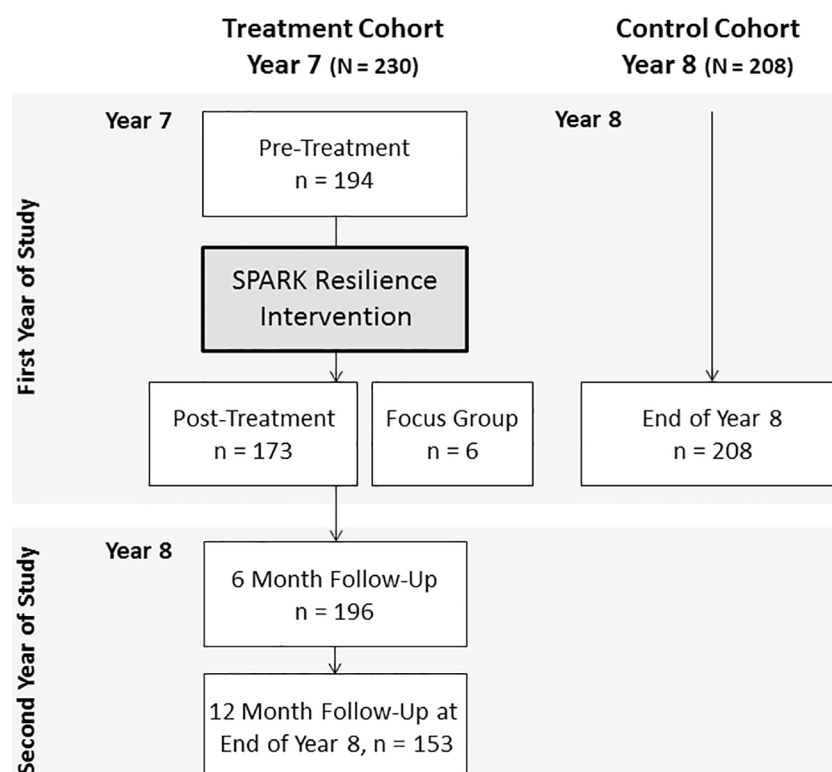 Treatment Cohort
Year 7 (N = 230)
Control Cohort
Year 8 (N = 208)
First Year of Study
Year 7
Pre-Treatment
n = 194
SPARK Resilience
Intervention
Post-Treatment
n = 173
Focus Group
n = 6
Year 8
End of Year 8
n = 208
Second Year of Study
Year 8
6 Month Follow-Up
n = 196
12 Month Follow-Up at
End of Year 8, n = 153